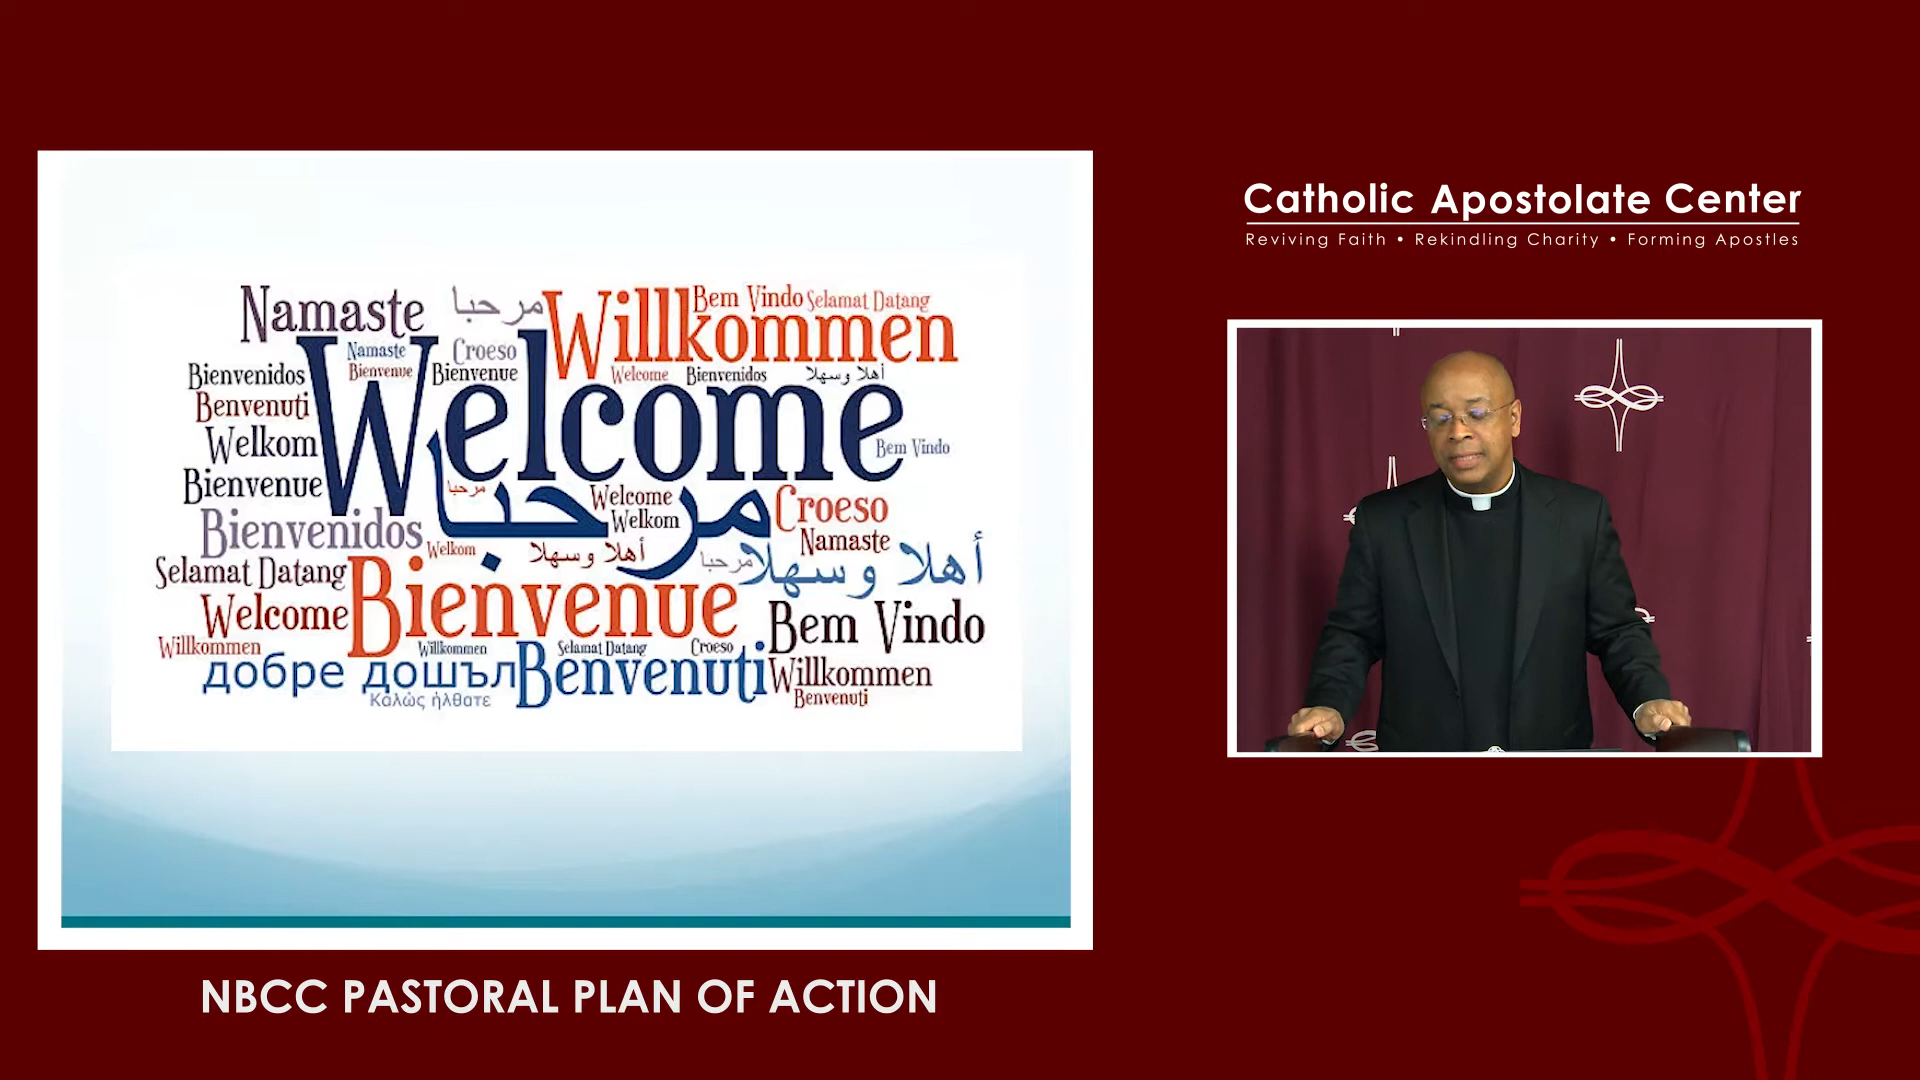 Catholic Apostolate Center
Reviving Faith • Rekindling Charity • Forming Apostles
Namaste مرحبا Willkommen Bem Vindo Selamat Datang
Namaste Croeso
Bienvenidos Bienvenue Bienvenue Welcome Bienvenidos أهلا وسهلا
Benvenuti Welcome
Welkom Bem Vindo
Bienvenue مرحبا مرحبا Welcome Croeso
Bienvenidos Welkom
Welkom أهلا وسهلا مرحبا Namaste أهلا وسهلا
Selamat Datang Bienvenue
Welcome Bem Vindo
Willkommen Willkommen Selamat Datang Croeso
добре дошъл Benvenuti Willkommen
Καλώς ήλθατε Benvenuti
NBCC PASTORAL PLAN OF ACTION